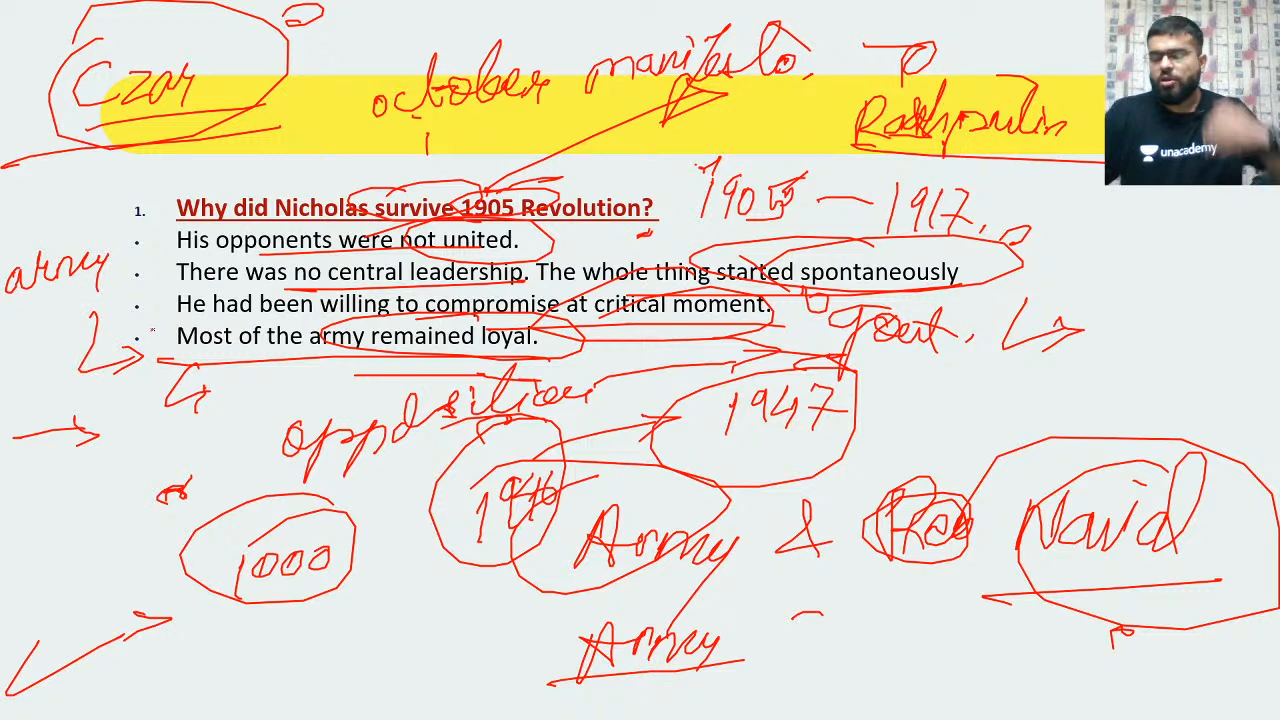 Czar
october manifesto.
unacademy
1905 — 1917.
1. Why did Nicholas survive 1905 Revolution?
• His opponents were not united.
army
• There was no central leadership. The whole thing started spontaneously
• He had been willing to compromise at critical moment.
Govt.
• Most of the army remained loyal.
opposition
1947
1946
1000
Army &
Naval
Army